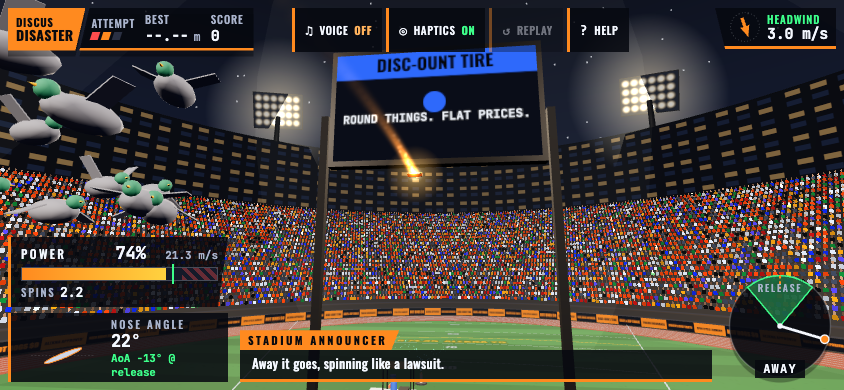 DISCUS
DISASTER
ATTEMPT
BEST
--.-- m
SCORE
0
♫ VOICE OFF
◎ HAPTICS ON
↺ REPLAY
? HELP
HEADWIND
3.0 m/s
DISC-OUNT TIRE
ROUND THINGS. FLAT PRICES.
POWER 74% 21.3 m/s
SPINS 2.2
NOSE ANGLE
22°
AoA -13° @
release
STADIUM ANNOUNCER
Away it goes, spinning like a lawsuit.
RELEASE
AWAY